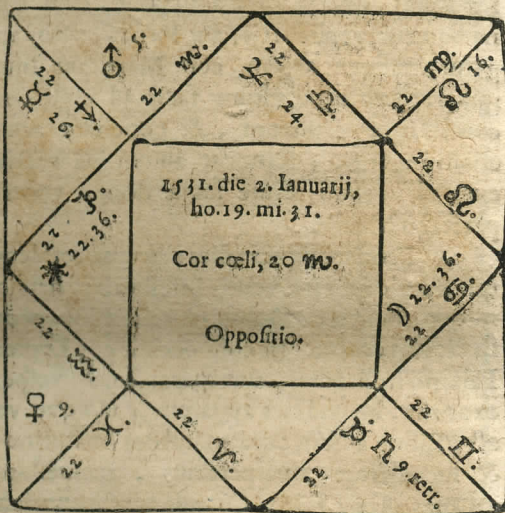 1531. die 2. Ianuarij,
ho. 19. mi. 31.
Cor cœli, 20 ♏.
Oppositio.
♂ 5.
22 ♏.
☿ 22
26. ♐.
22 ♑.
☀ 22. 36.
22 ♒.
♀ 9.
22 ♓.
22 ♈.
22 ♉ ♄ 9. retr.
22 ♊.
☽ 22. 36.
22 ♋.
22 ♌.
22 ♍.
☊ 16.
22 ♎.
♃ 24.